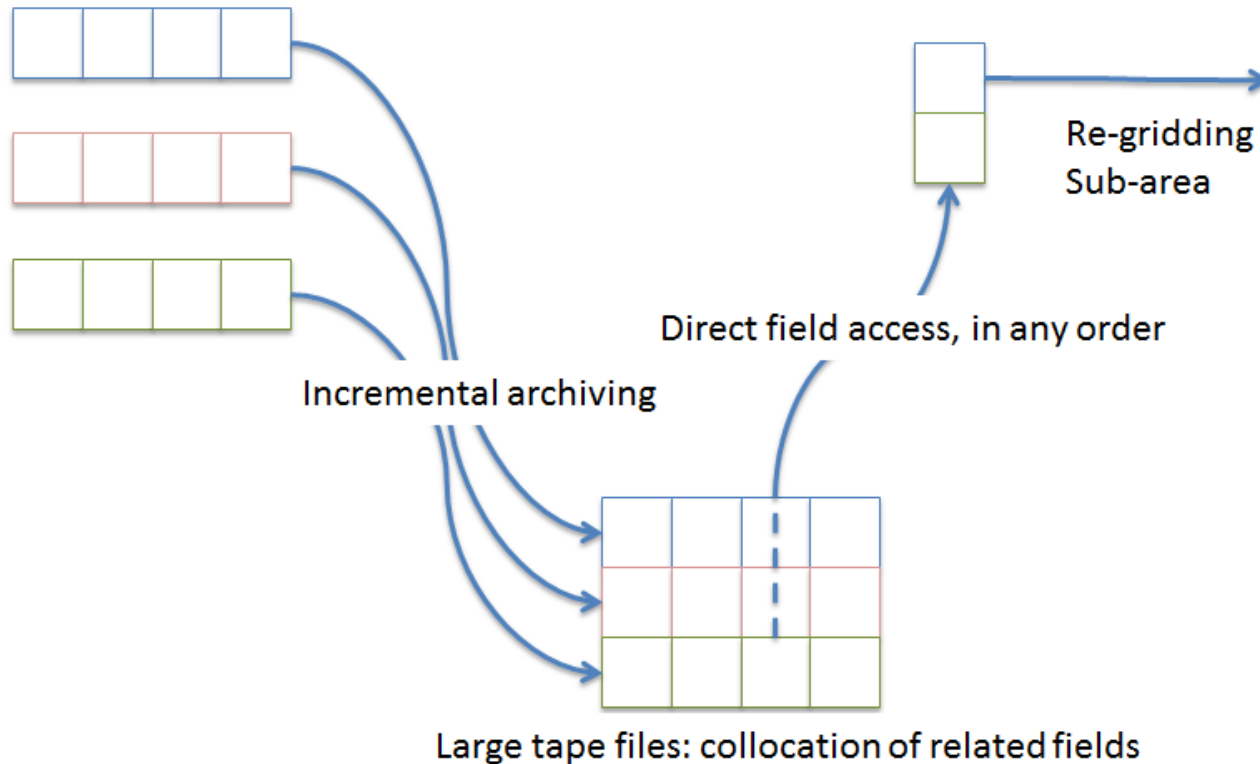 Re-gridding
Sub-area
Direct field access, in any order
Incremental archiving
Large tape files: collocation of related fields